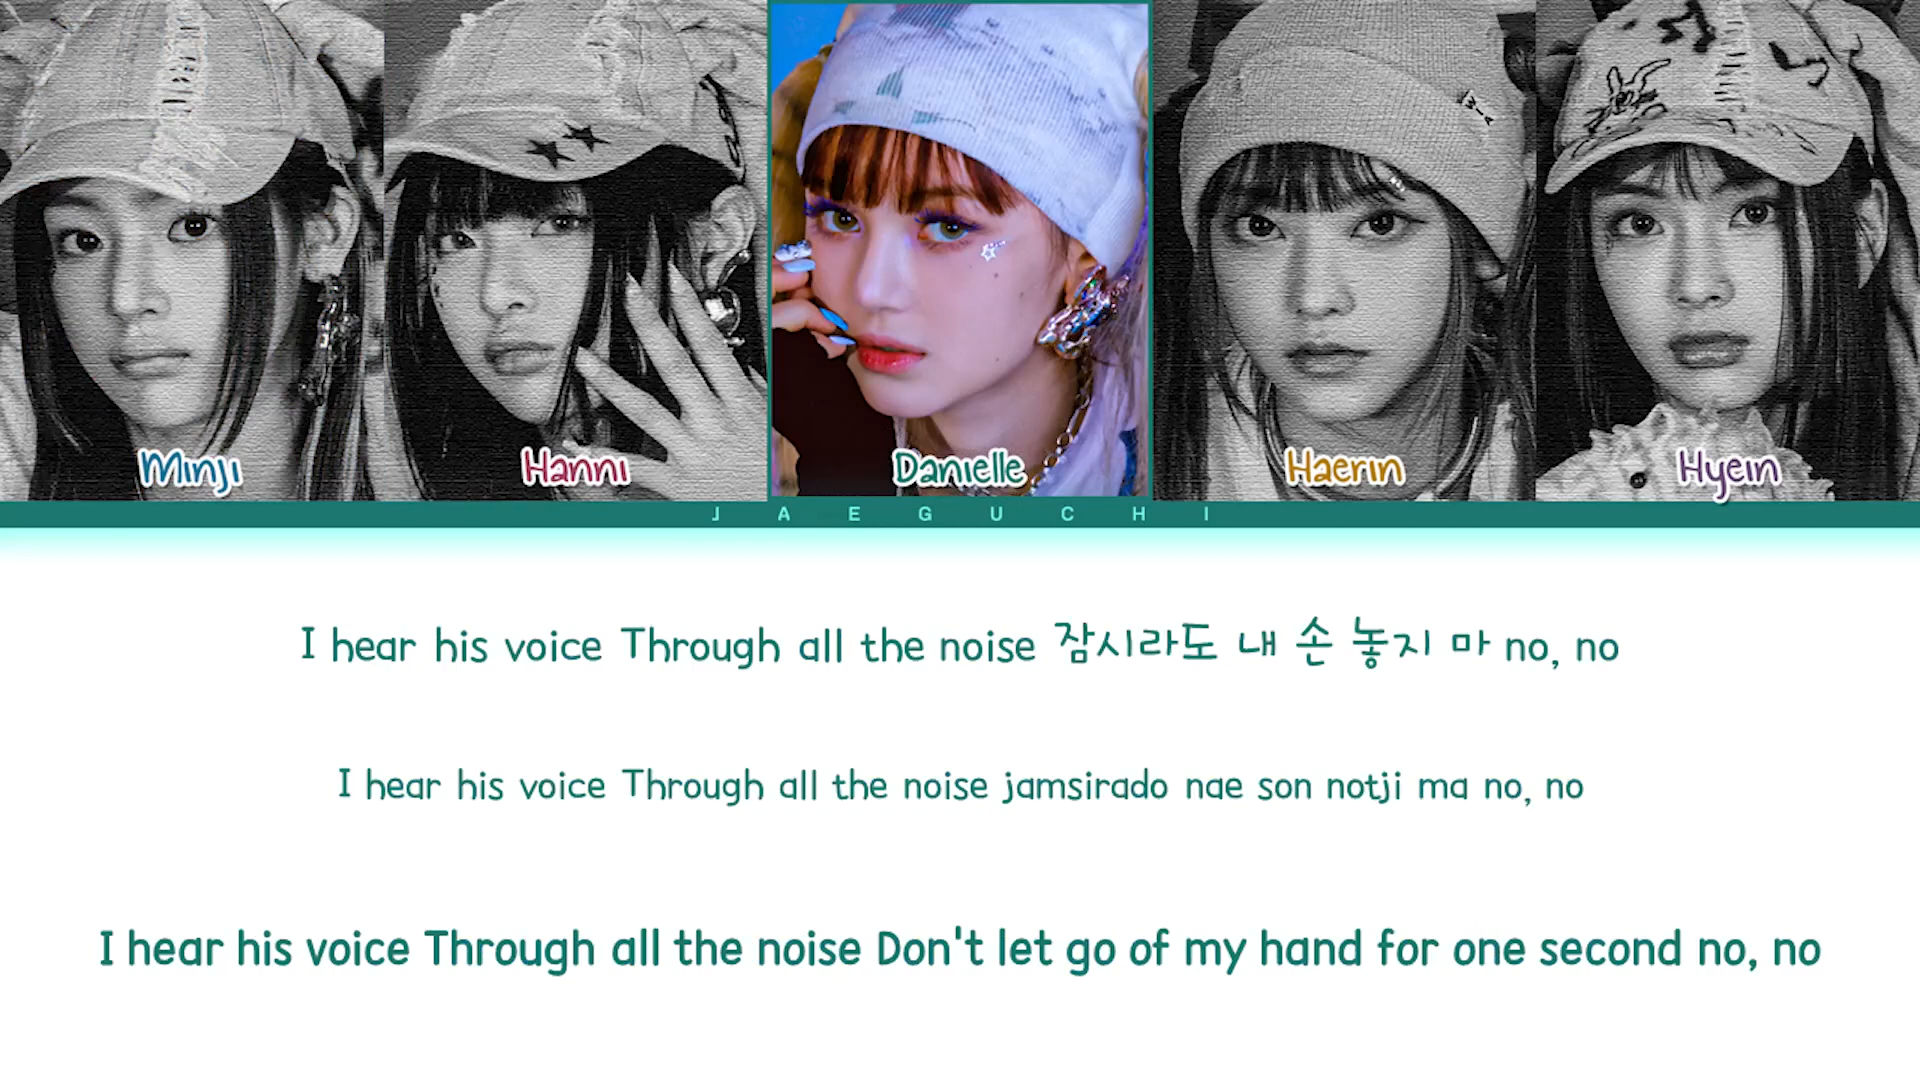 Minji
Hanni
Danielle
Haerin
Hyein
JAEGUCHI
I hear his voice Through all the noise 잠시라도 내 손 놓지 마 no, no
I hear his voice Through all the noise jamsirado nae son notji ma no, no
I hear his voice Through all the noise Don't let go of my hand for one second no, no